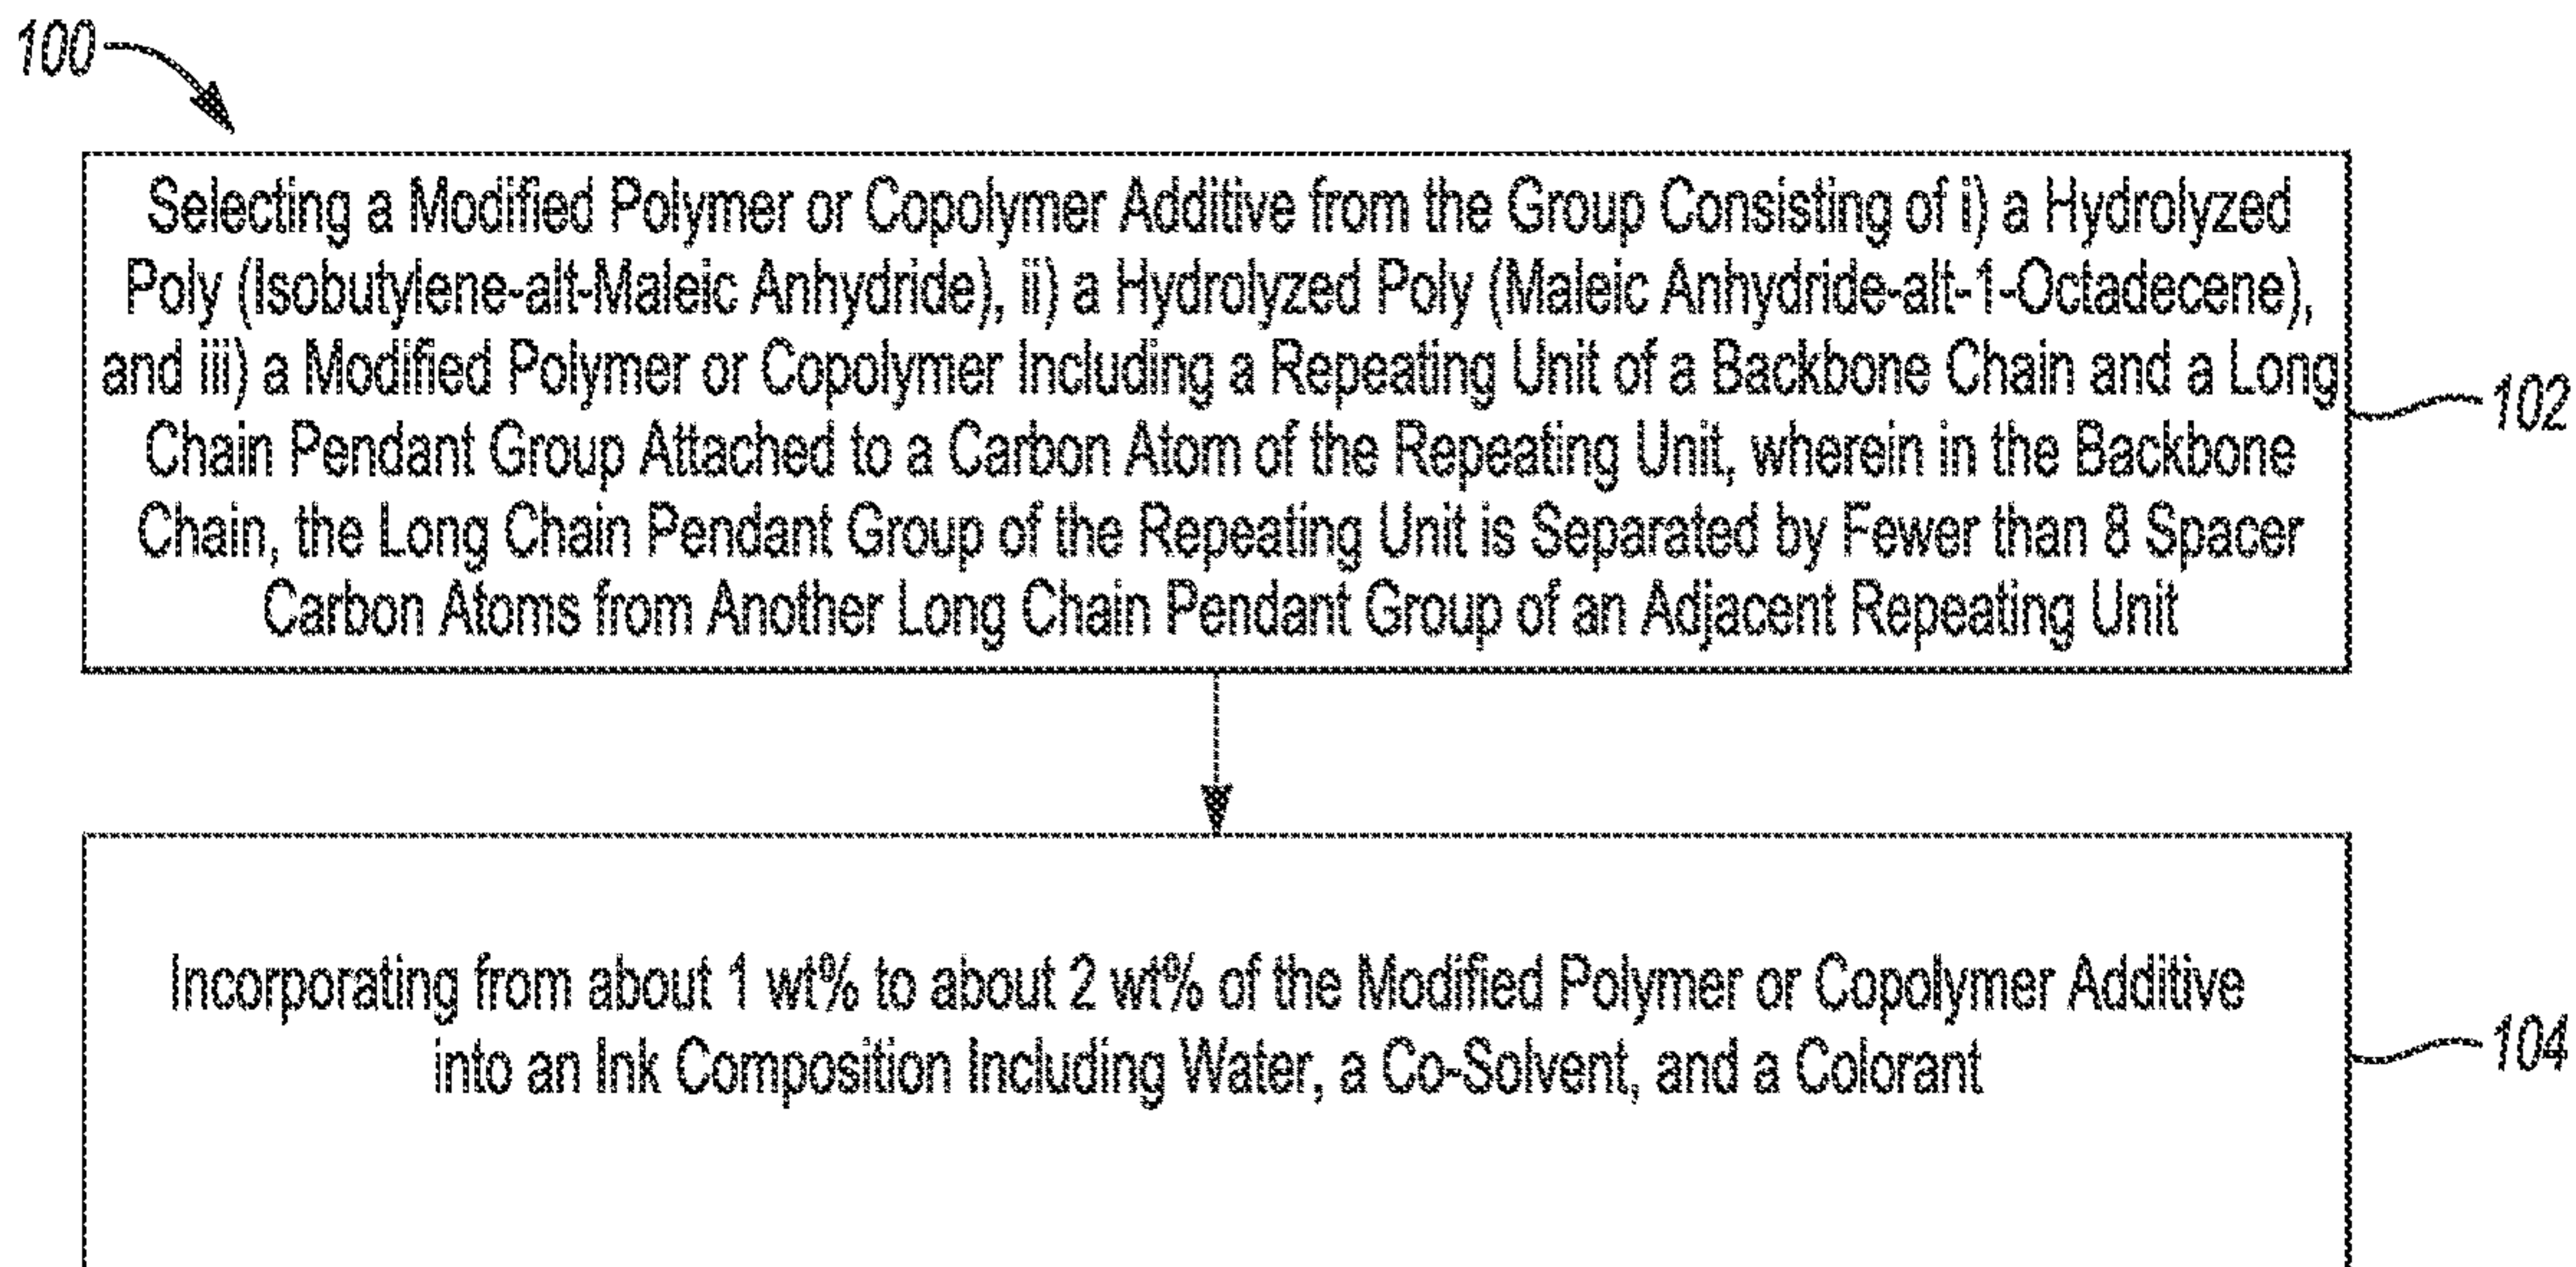 100
Selecting a Modified Polymer or Copolymer Additive from the Group Consisting of i) a Hydrolyzed
Poly (Isobutylene-alt-Maleic Anhydride), ii) a Hydrolyzed Poly (Maleic Anhydride-alt-1-Octadecene),
and iii) a Modified Polymer or Copolymer Including a Repeating Unit of a Backbone Chain and a Long
Chain Pendant Group Attached to a Carbon Atom of the Repeating Unit, wherein in the Backbone
Chain, the Long Chain Pendant Group of the Repeating Unit is Separated by Fewer than 8 Spacer
Carbon Atoms from Another Long Chain Pendant Group of an Adjacent Repeating Unit
102
Incorporating from about 1 wt% to about 2 wt% of the Modified Polymer or Copolymer Additive
into an Ink Composition Including Water, a Co-Solvent, and a Colorant
104